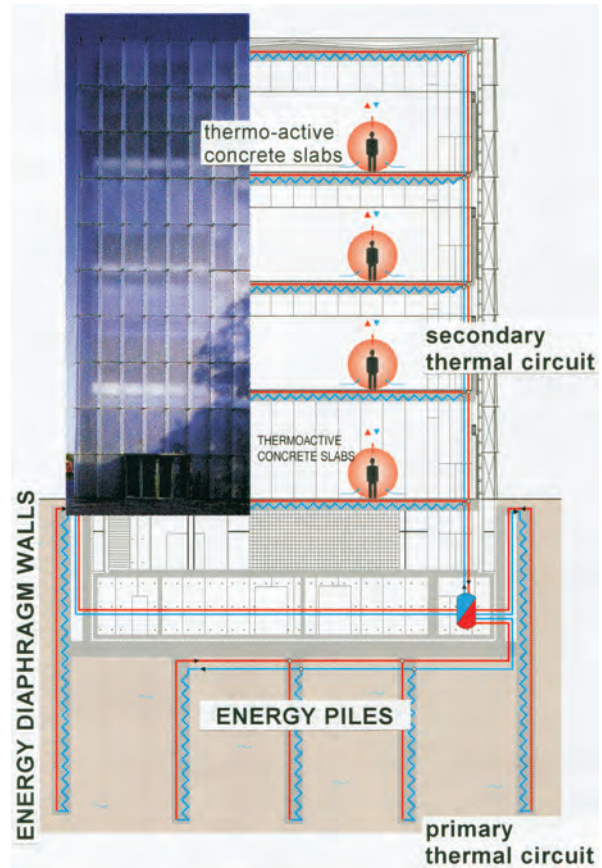 thermo-active
concrete slabs
secondary
thermal circuit
THERMOACTIVE
CONCRETE SLABS
ENERGY DIAPHRAGM WALLS
ENERGY PILES
primary
thermal circuit